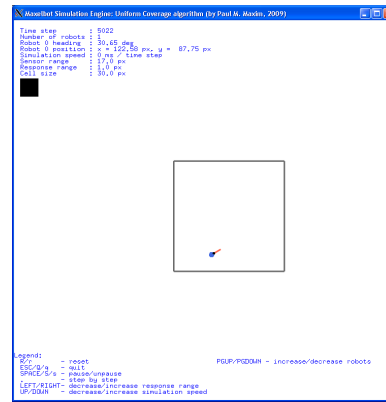 Maxelbot Simulation Engine: Uniform Coverage algorithm (by Paul M. Maxim, 2009)
Time step : 5022
Number of robots : 1
Robot 0 heading : 30.65 deg
Robot 0 position : x = 122.58 px, y = 87.75 px
Simulation speed : 0 ms / time step
Sensor range : 17.0 px
Response range : 1.0 px
Cell size : 30.0 px
Legend:
R/r - reset
ESC/Q/q - quit
SPACE/S/s - pause/unpause
. - step by step
LEFT/RIGHT- decrease/increase response range
UP/DOWN - decrease/increase simulation speed
PGUP/PGDOWN - increase/decrease robots